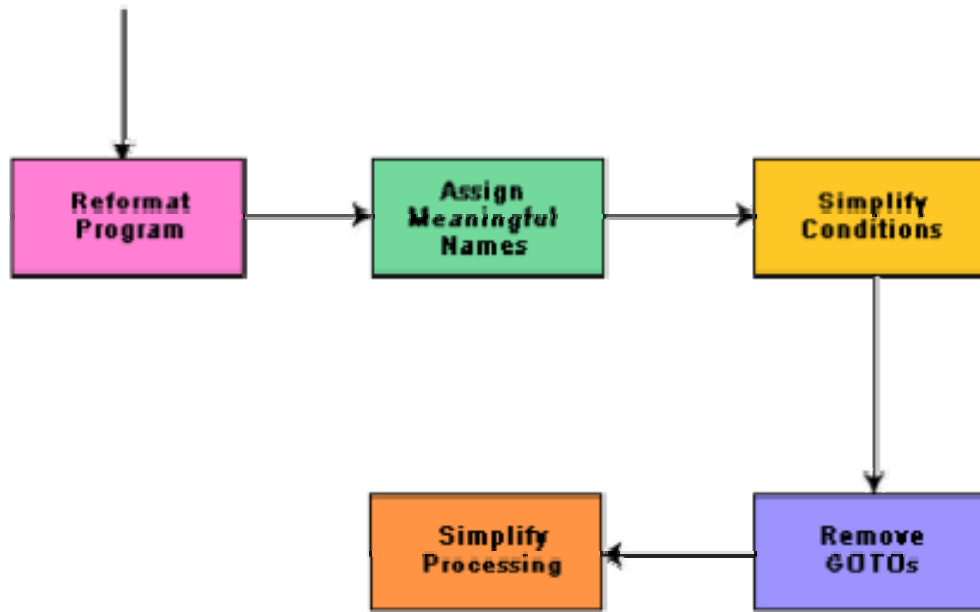 Reformat
Program
Assign
Meaningful
Names
Simplify
Conditions
Remove
GOTOs
Simplify
Processing